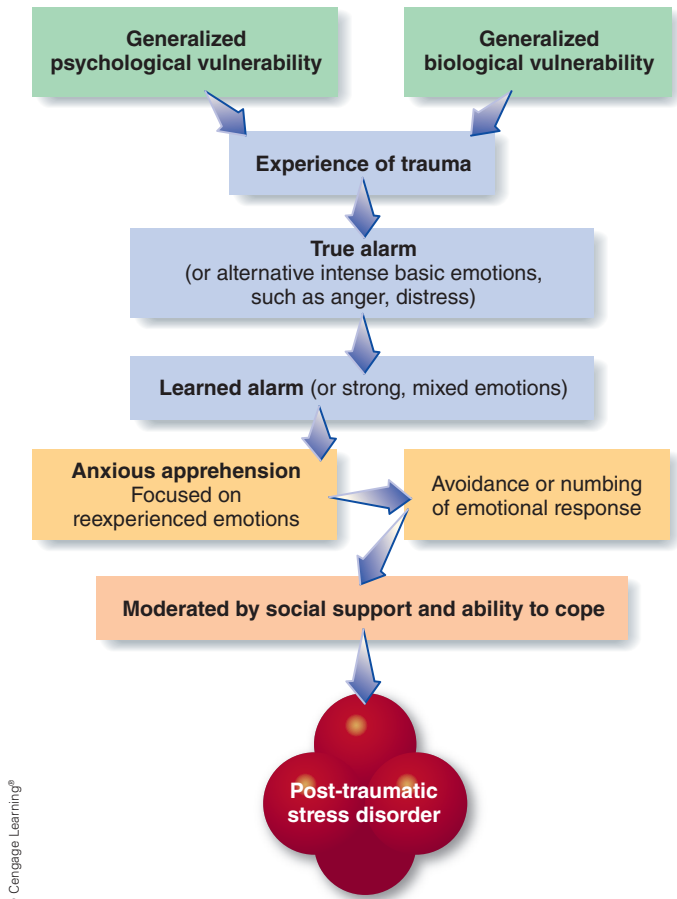 Generalized
psychological vulnerability
Generalized
biological vulnerability
Experience of trauma
True alarm
(or alternative intense basic emotions,
such as anger, distress)
Learned alarm (or strong, mixed emotions)
Anxious apprehension
Focused on
reexperienced emotions
Avoidance or numbing
of emotional response
Moderated by social support and ability to cope
Post-traumatic
stress disorder
Cengage Learning®